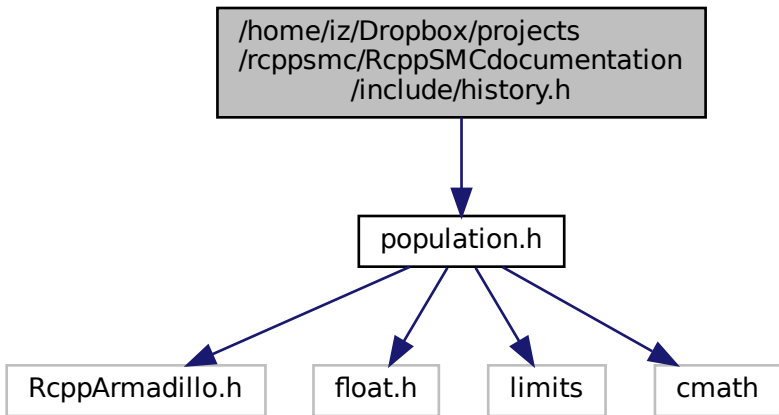 /home/iz/Dropbox/projects
/rcppsmc/RcppSMCdocumentation
/include/history.h
population.h
RcppArmadillo.h
float.h
limits
cmath